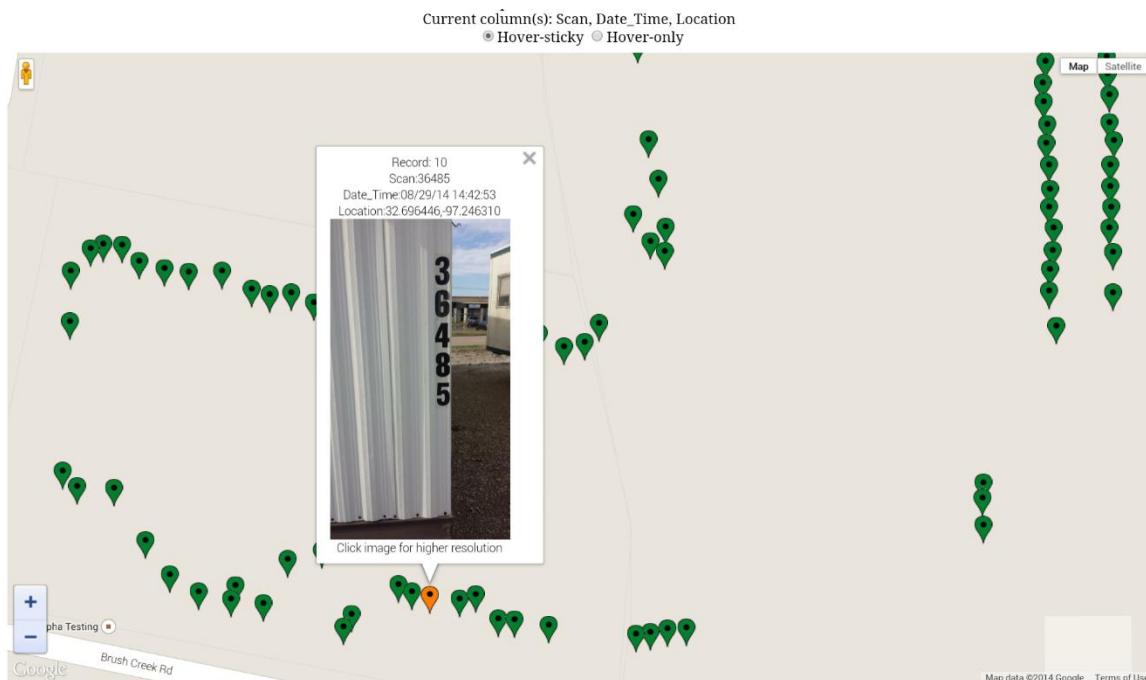 Current column(s): Scan, Date_Time, Location
Hover-sticky Hover-only
Map Satellite
Record: 10
Scan:36485
Date_Time:08/29/14 14:42:53
Location:32.696446,-97.246310
3
6
4
8
5
Click image for higher resolution
+
−
pha Testing
Brush Creek Rd
Google
Map data ©2014 Google Terms of Use